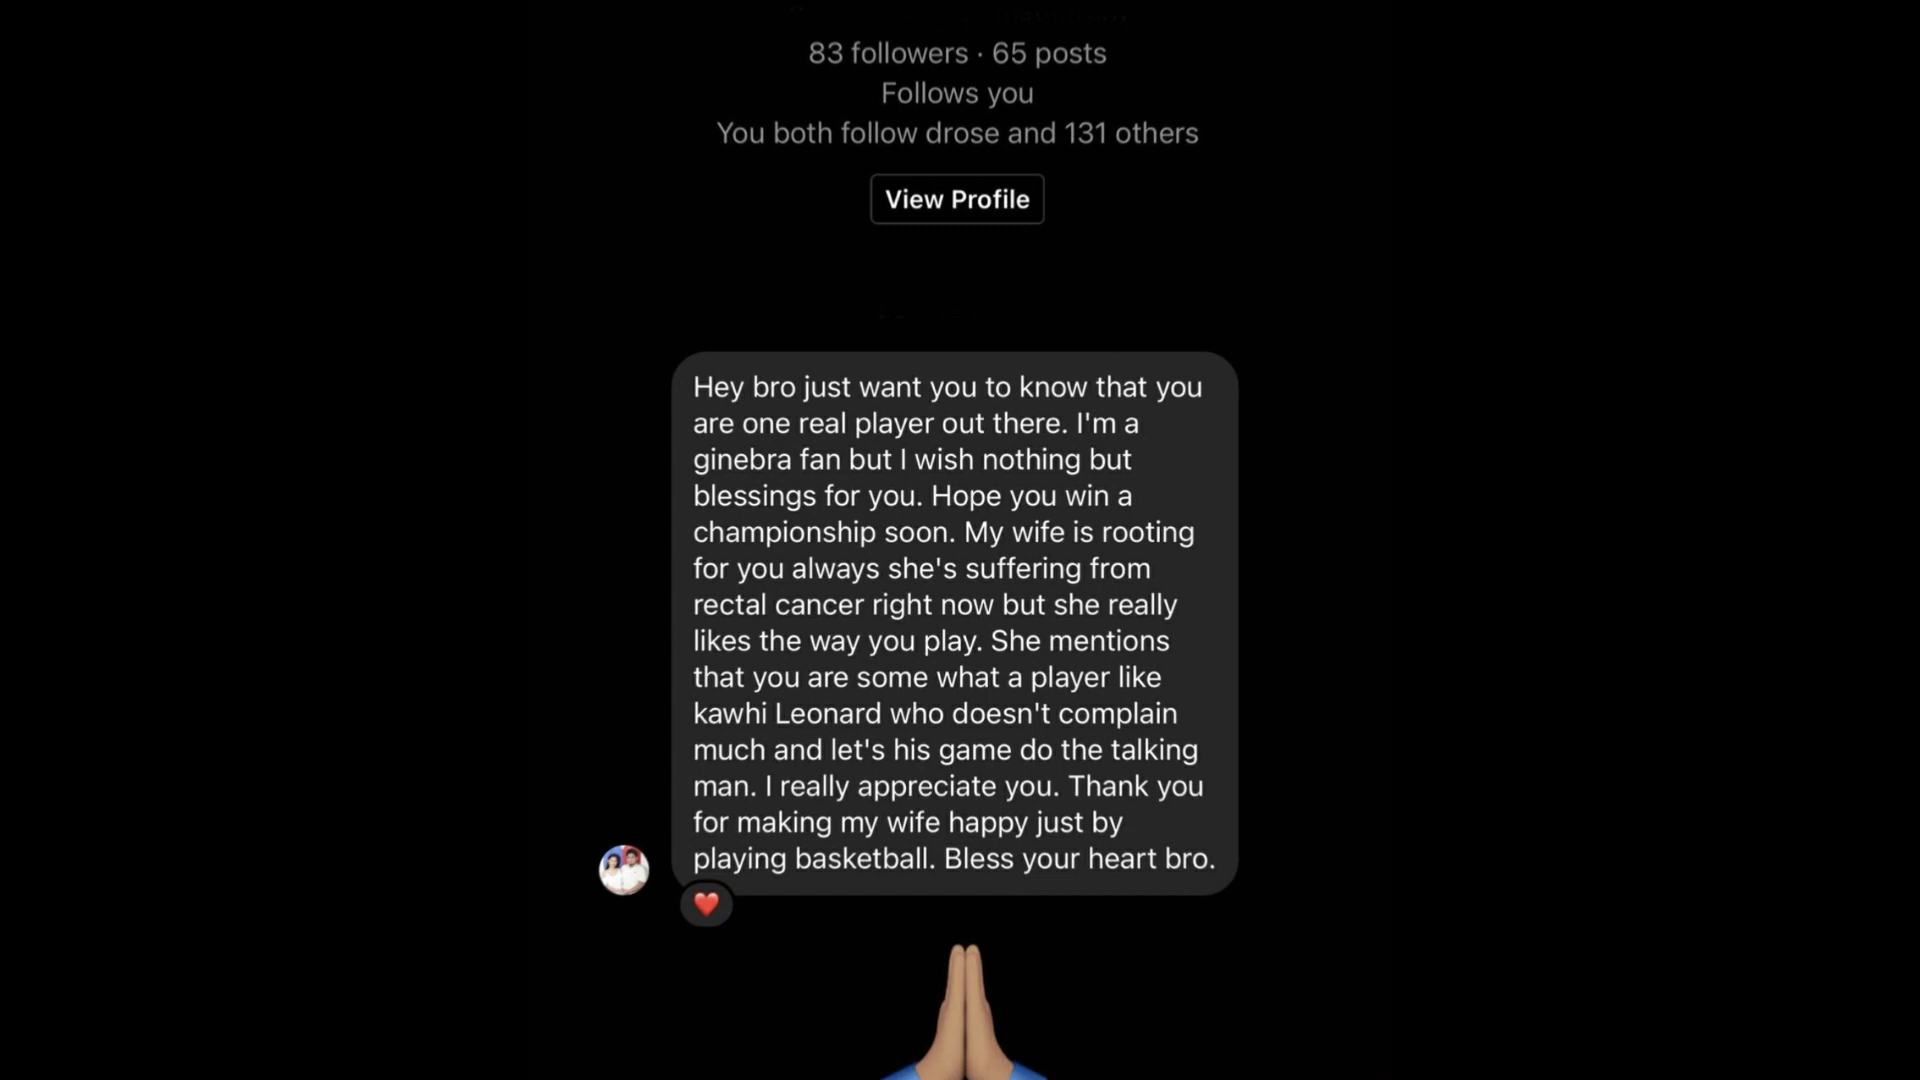 83 followers · 65 posts
Follows you
You both follow drose and 131 others
View Profile
Hey bro just want you to know that you
are one real player out there. I'm a
ginebra fan but I wish nothing but
blessings for you. Hope you win a
championship soon. My wife is rooting
for you always she's suffering from
rectal cancer right now but she really
likes the way you play. She mentions
that you are some what a player like
kawhi Leonard who doesn't complain
much and let's his game do the talking
man. I really appreciate you. Thank you
for making my wife happy just by
playing basketball. Bless your heart bro.